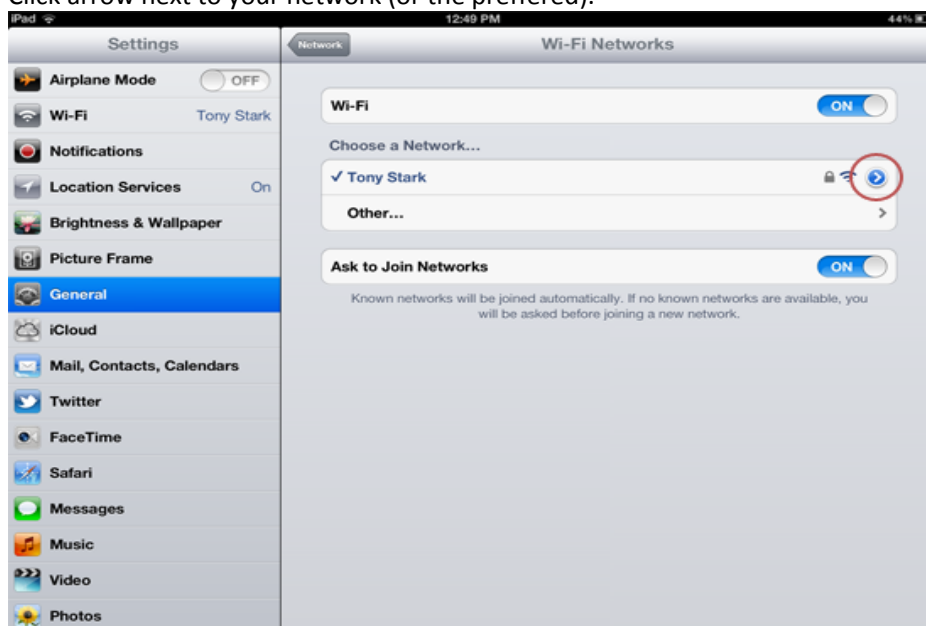 Click arrow next to your network (or the preferred).
iPad 12:49 PM 44%
Settings
Network
Wi-Fi Networks
Airplane Mode OFF
Wi-Fi Tony Stark
Notifications
Location Services On
Brightness & Wallpaper
Picture Frame
General
iCloud
Mail, Contacts, Calendars
Twitter
FaceTime
Safari
Messages
Music
Video
Photos
Wi-Fi ON
Choose a Network...
✓ Tony Stark
Other... >
Ask to Join Networks ON
Known networks will be joined automatically. If no known networks are available, you
will be asked before joining a new network.